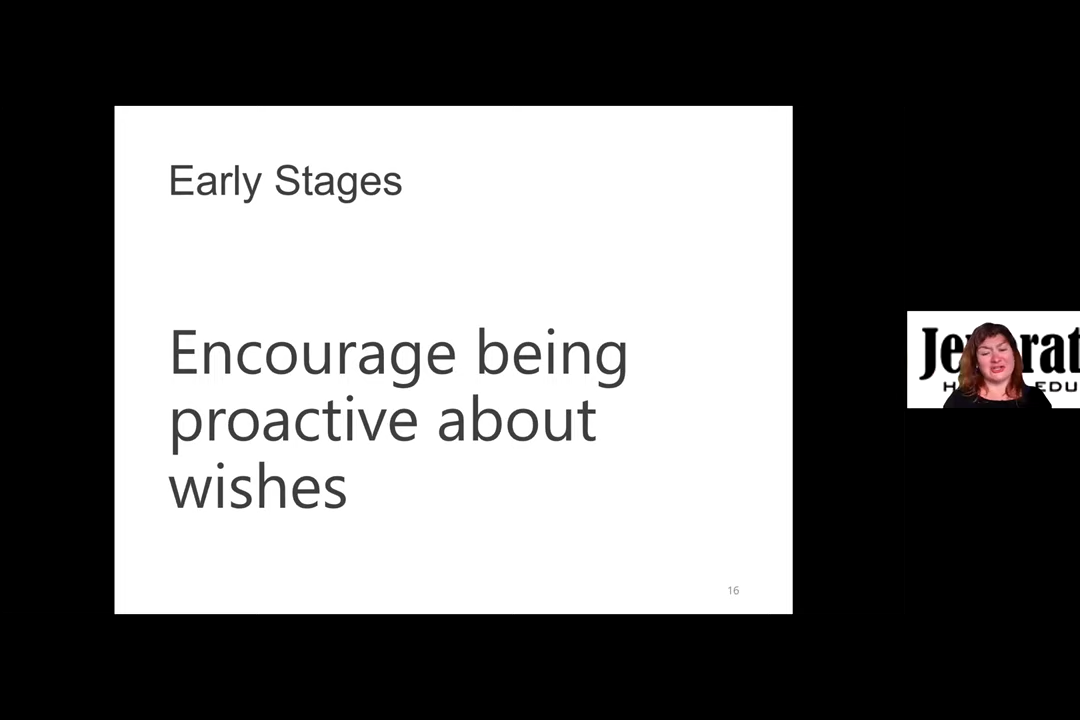 Early Stages
Encourage being
proactive about
wishes
16